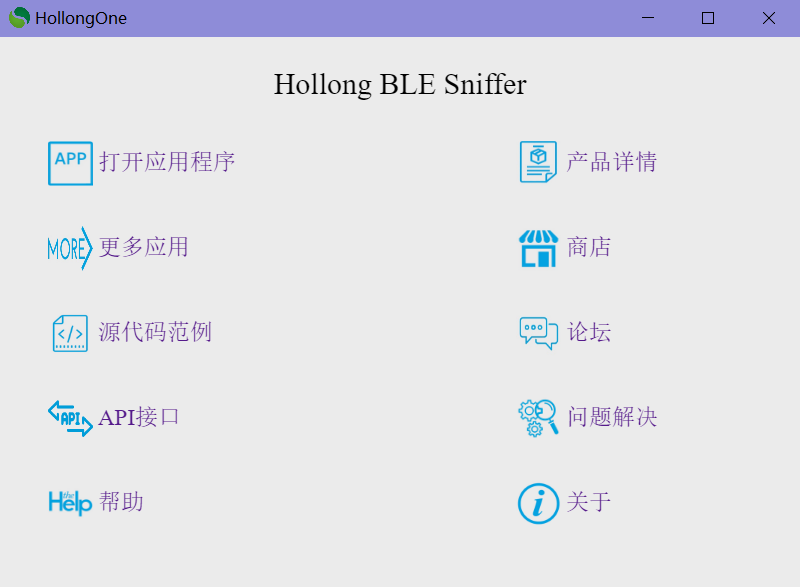 HollongOne
Hollong BLE Sniffer
APP 打开应用程序
产品详情
MORE 更多应用
商店
</> 源代码范例
论坛
API API接口
问题解决
the Help 帮助
i 关于